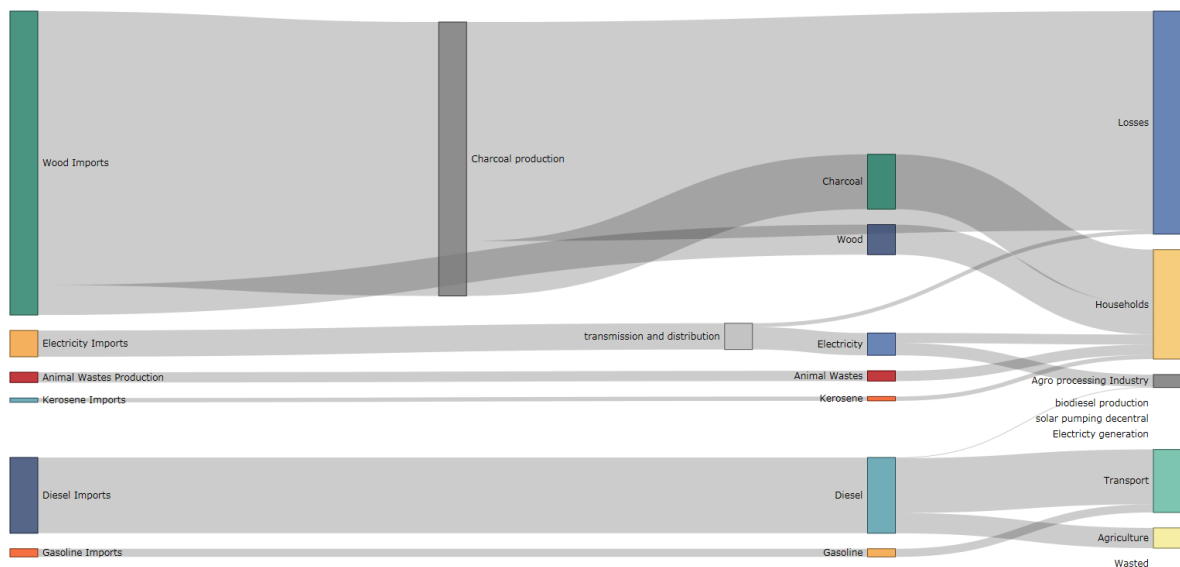 Losses
Charcoal production
Wood Imports
Charcoal
Wood
Households
transmission and distribution
Electricity Imports
Electricity
Animal Wastes Production
Animal Wastes
Agro processing Industry
Kerosene Imports
Kerosene
biodiesel production
solar pumping decentral
Electricty generation
Transport
Diesel Imports
Diesel
Agriculture
Gasoline Imports
Gasoline
Wasted